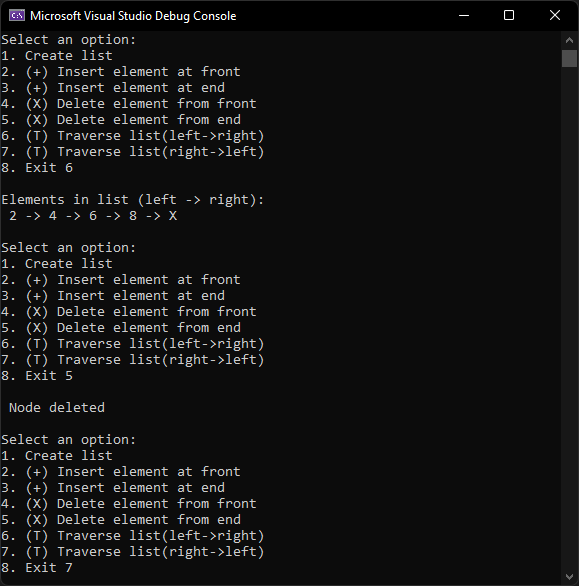 Microsoft Visual Studio Debug Console
Select an option:
1. Create list
2. (+) Insert element at front
3. (+) Insert element at end
4. (X) Delete element from front
5. (X) Delete element from end
6. (T) Traverse list(left->right)
7. (T) Traverse list(right->left)
8. Exit 6
Elements in list (left -> right):
2 -> 4 -> 6 -> 8 -> X
Select an option:
1. Create list
2. (+) Insert element at front
3. (+) Insert element at end
4. (X) Delete element from front
5. (X) Delete element from end
6. (T) Traverse list(left->right)
7. (T) Traverse list(right->left)
8. Exit 5
Node deleted
Select an option:
1. Create list
2. (+) Insert element at front
3. (+) Insert element at end
4. (X) Delete element from front
5. (X) Delete element from end
6. (T) Traverse list(left->right)
7. (T) Traverse list(right->left)
8. Exit 7